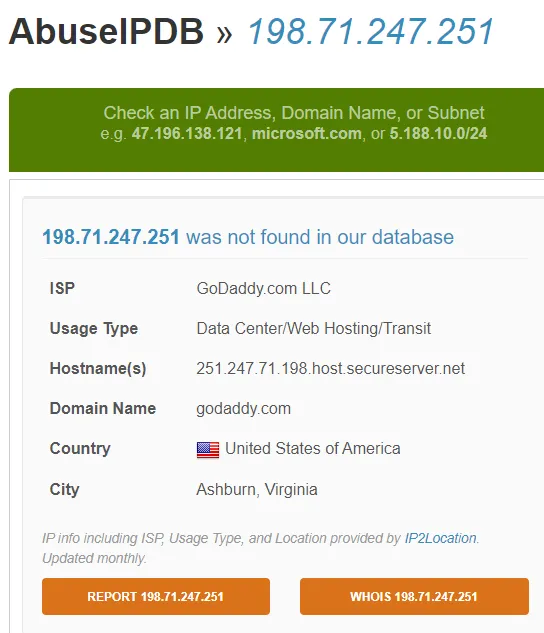 AbuseIPDB » 198.71.247.251
Check an IP Address, Domain Name, or Subnet
e.g. 47.196.138.121, microsoft.com, or 5.188.10.0/24
198.71.247.251 was not found in our database
ISP GoDaddy.com LLC
Usage Type Data Center/Web Hosting/Transit
Hostname(s) 251.247.71.198.host.secureserver.net
Domain Name godaddy.com
Country United States of America
City Ashburn, Virginia
IP info including ISP, Usage Type, and Location provided by IP2Location.
Updated monthly.
REPORT 198.71.247.251 WHOIS 198.71.247.251